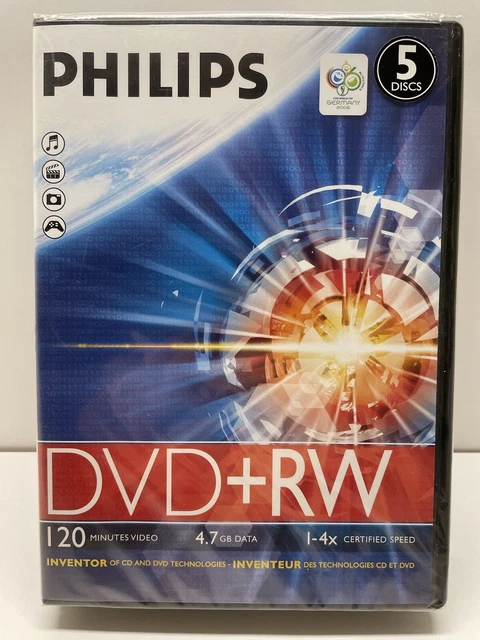 PHILIPS
5
DISCS
GERMANY
2006
DVD+RW
120 MINUTES VIDEO 4.7 GB DATA 1-4x CERTIFIED SPEED
INVENTOR OF CD AND DVD TECHNOLOGIES - INVENTEUR DES TECHNOLOGIES CD ET DVD